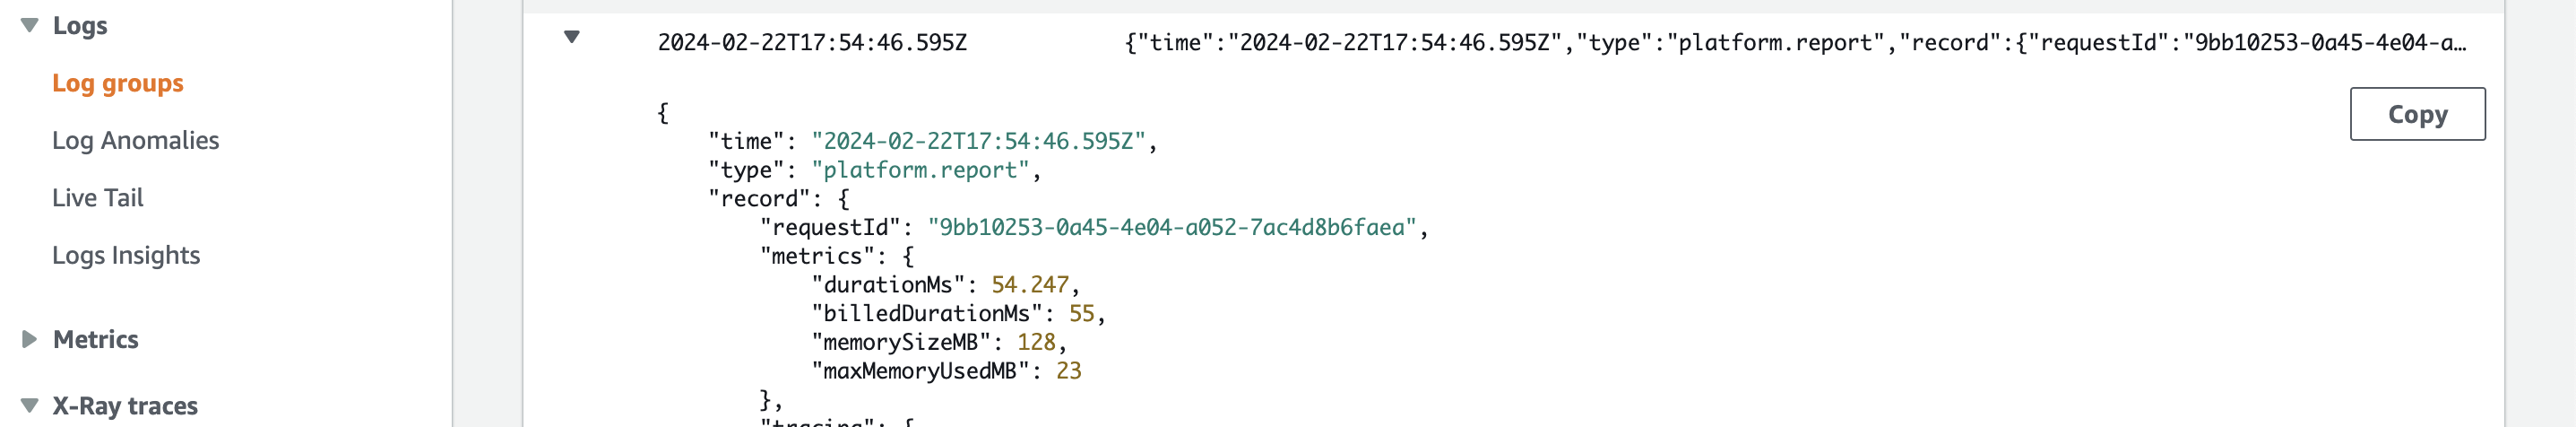 Logs
Log groups
Log Anomalies
Live Tail
Logs Insights
Metrics
X-Ray traces
2024-02-22T17:54:46.595Z {"time":"2024-02-22T17:54:46.595Z","type":"platform.report","record":{"requestId":"9bb10253-0a45-4e04-a…
Copy
{
"time": "2024-02-22T17:54:46.595Z",
"type": "platform.report",
"record": {
"requestId": "9bb10253-0a45-4e04-a052-7ac4d8b6faea",
"metrics": {
"durationMs": 54.247,
"billedDurationMs": 55,
"memorySizeMB": 128,
"maxMemoryUsedMB": 23
},
"tracing": {